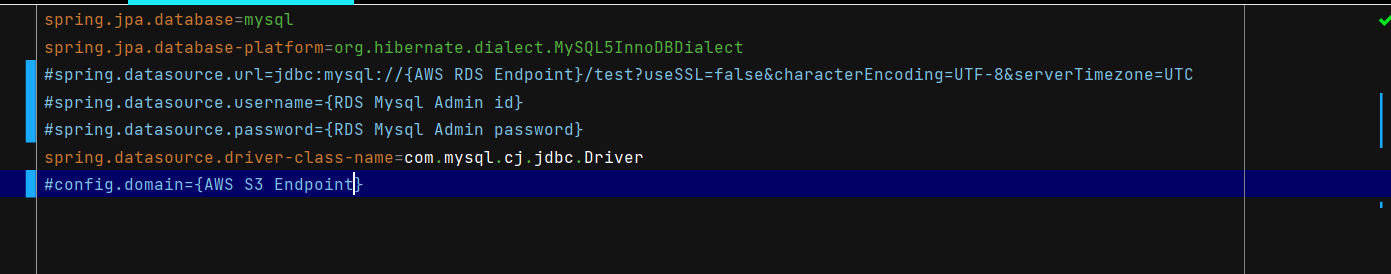 spring.jpa.database=mysql
spring.jpa.database-platform=org.hibernate.dialect.MySQL5InnoDBDialect
#spring.datasource.url=jdbc:mysql://{AWS RDS Endpoint}/test?useSSL=false&characterEncoding=UTF-8&serverTimezone=UTC
#spring.datasource.username={RDS Mysql Admin id}
#spring.datasource.password={RDS Mysql Admin password}
spring.datasource.driver-class-name=com.mysql.cj.jdbc.Driver
#config.domain={AWS S3 Endpoint}